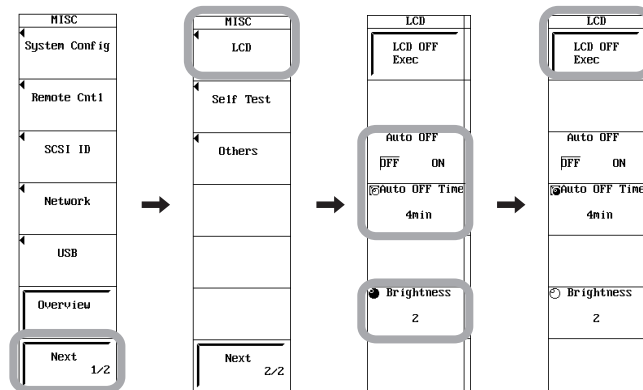 MISC
System Config
Remote Cntl
SCSI ID
Network
USB
Overview
Next
1/2
MISC
LCD
Self Test
Others
Next
2/2
LCD
LCD OFF
Exec
Auto OFF
OFF ON
Auto OFF Time
4min
Brightness
2
LCD
LCD OFF
Exec
Auto OFF
OFF ON
Auto OFF Time
4min
Brightness
2